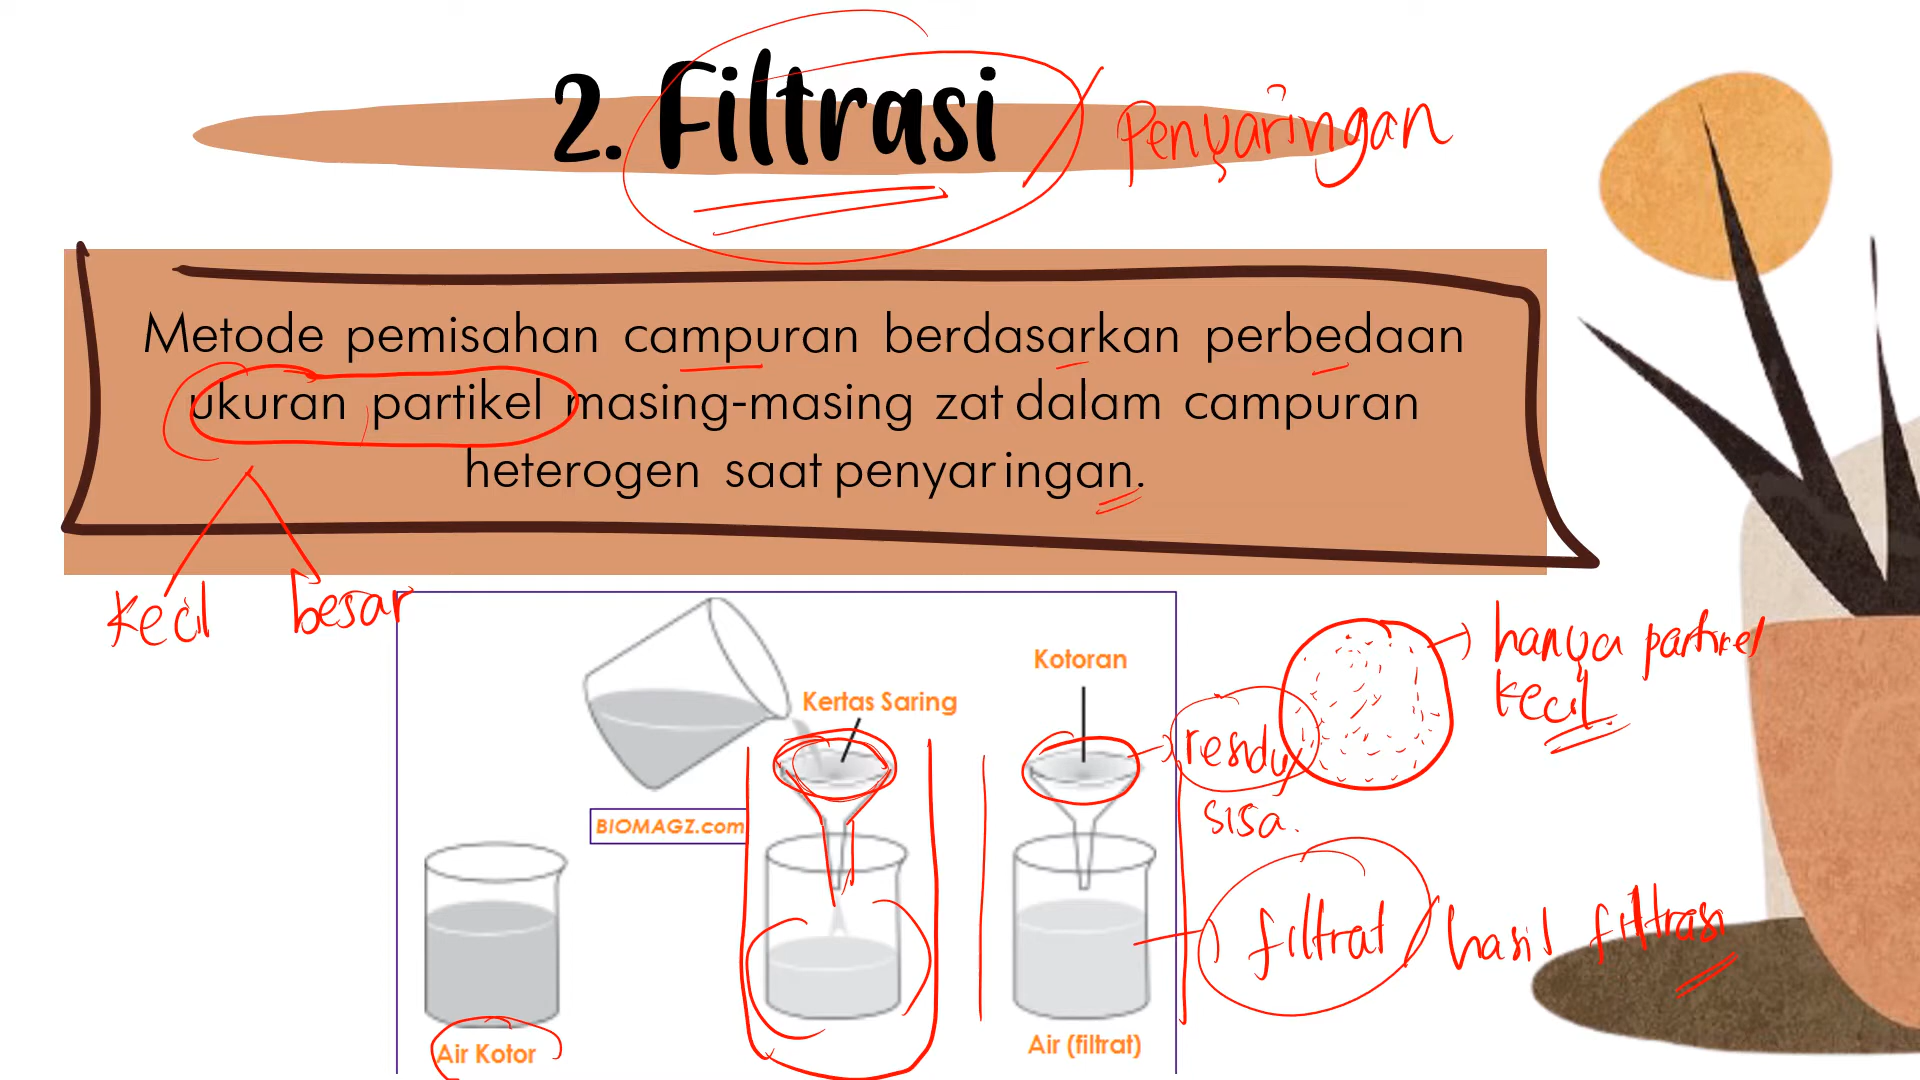 2. Filtrasi / Penyaringan
Metode pemisahan campuran berdasarkan perbedaan
ukuran partikel masing-masing zat dalam campuran
heterogen saat penyaringan.
kecil besar
Kotoran
Kertas Saring
hanya partikel
kecil.
residu
sisa.
BIOMAGZ.com
filtrat / hasil filtrasi
Air Kotor
Air (filtrat)